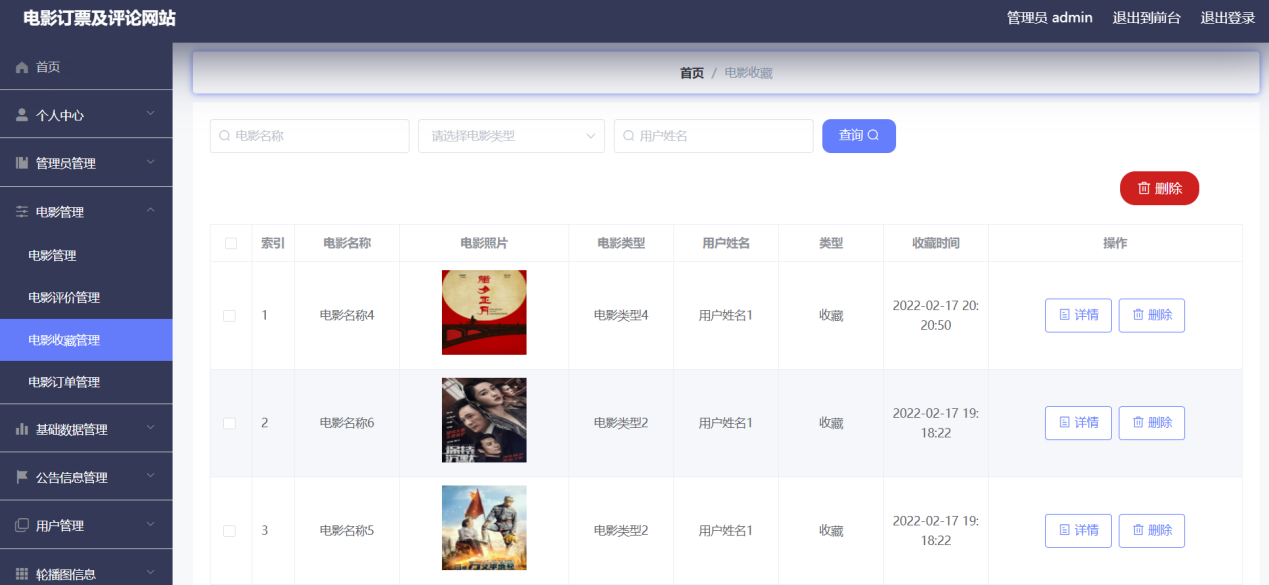 电影订票及评论网站
管理员 admin 退出到前台 退出登录
首页
个人中心
管理员管理
电影管理
电影管理
电影评价管理
电影收藏管理
电影订单管理
基础数据管理
公告信息管理
用户管理
轮播图信息
首页 / 电影收藏
电影名称 请选择电影类型 用户姓名 查询
删除
索引 电影名称 电影照片 电影类型 用户姓名 类型 收藏时间 操作
腊月正月
1 电影名称4 电影类型4 用户姓名1 收藏 2022-02-17 20:
20:50
详情 删除
2 电影名称6 电影类型2 用户姓名1 收藏 2022-02-17 19:
18:22
详情 删除
保持沉默
3 电影名称5 电影类型2 用户姓名1 收藏 2022-02-17 19:
18:22
详情 删除